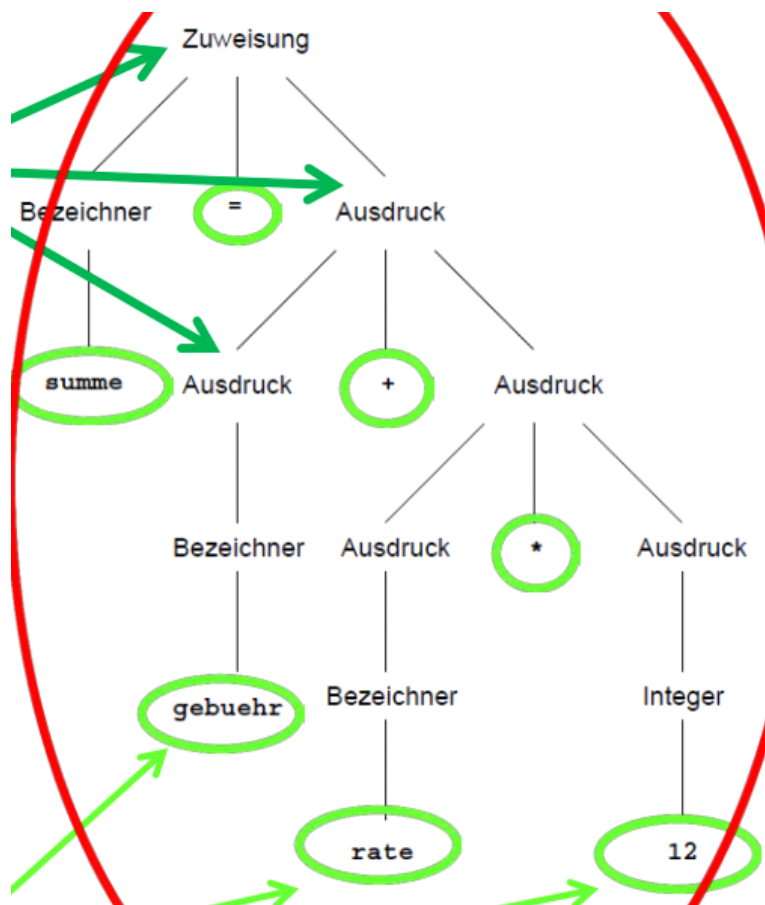 Zuweisung
Bezeichner = Ausdruck
summe Ausdruck + Ausdruck
Bezeichner Ausdruck * Ausdruck
gebuehr Bezeichner Integer
rate 12